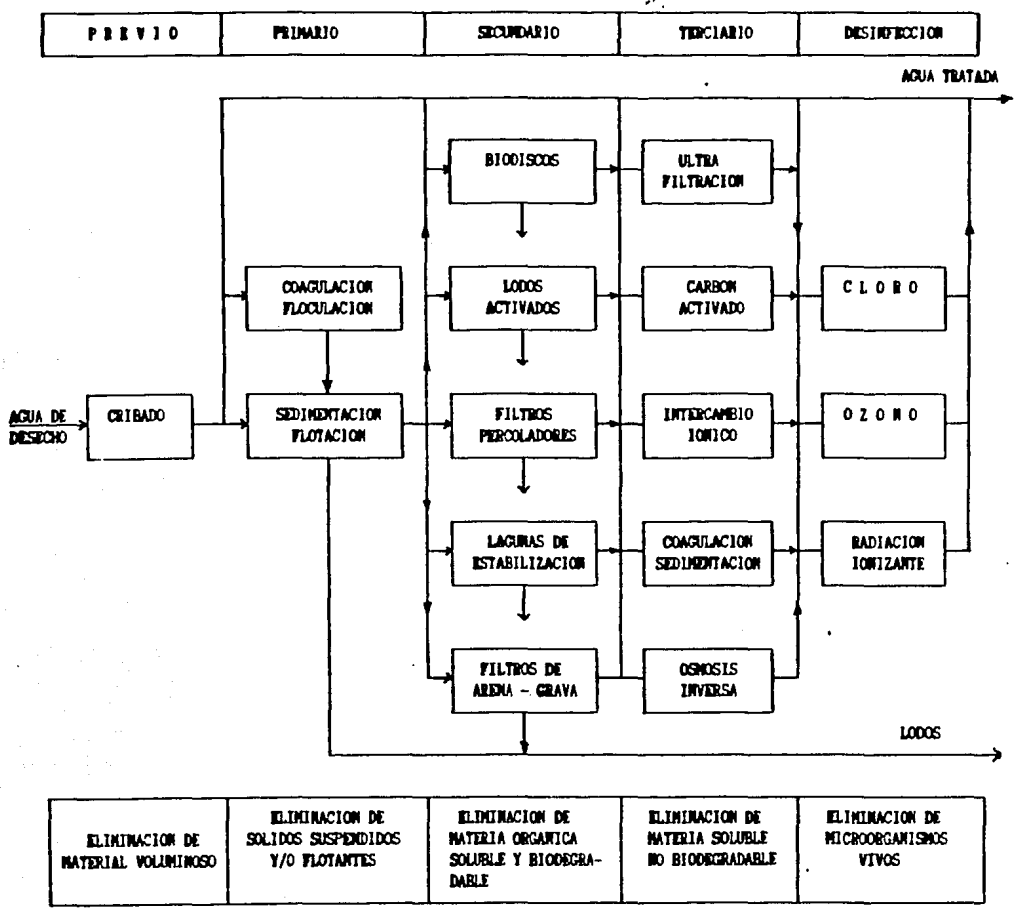 P R E V I O
PRIMARIO
SECUNDARIO
TERCIARIO
DESINFECCION
AGUA TRATADA
BIODISCOS
ULTRA
FILTRACION
COAGULACION
FLOCULACION
LODOS
ACTIVADOS
CARBON
ACTIVADO
C L O R O
AGUA DE
DESECHO
CRIBADO
SEDIMENTACION
FLOTACION
FILTROS
PERCOLADORES
INTERCAMBIO
IONICO
O Z O N O
LAGUNAS DE
ESTABILIZACION
COAGULACION
SEDIMENTACION
RADIACION
IONIZANTE
FILTROS DE
ARENA - GRAVA
OSMOSIS
INVERSA
LODOS
ELIMINACION DE
MATERIAL VOLUMINOSO
ELIMINACION DE
SOLIDOS SUSPENDIDOS
Y/O FLOTANTES
ELIMINACION DE
MATERIA ORGANICA
SOLUBLE Y BIODEGRA-
DABLE
ELIMINACION DE
MATERIA SOLUBLE
NO BIODEGRADABLE
ELIMINACION DE
MICROORGANISMOS
VIVOS